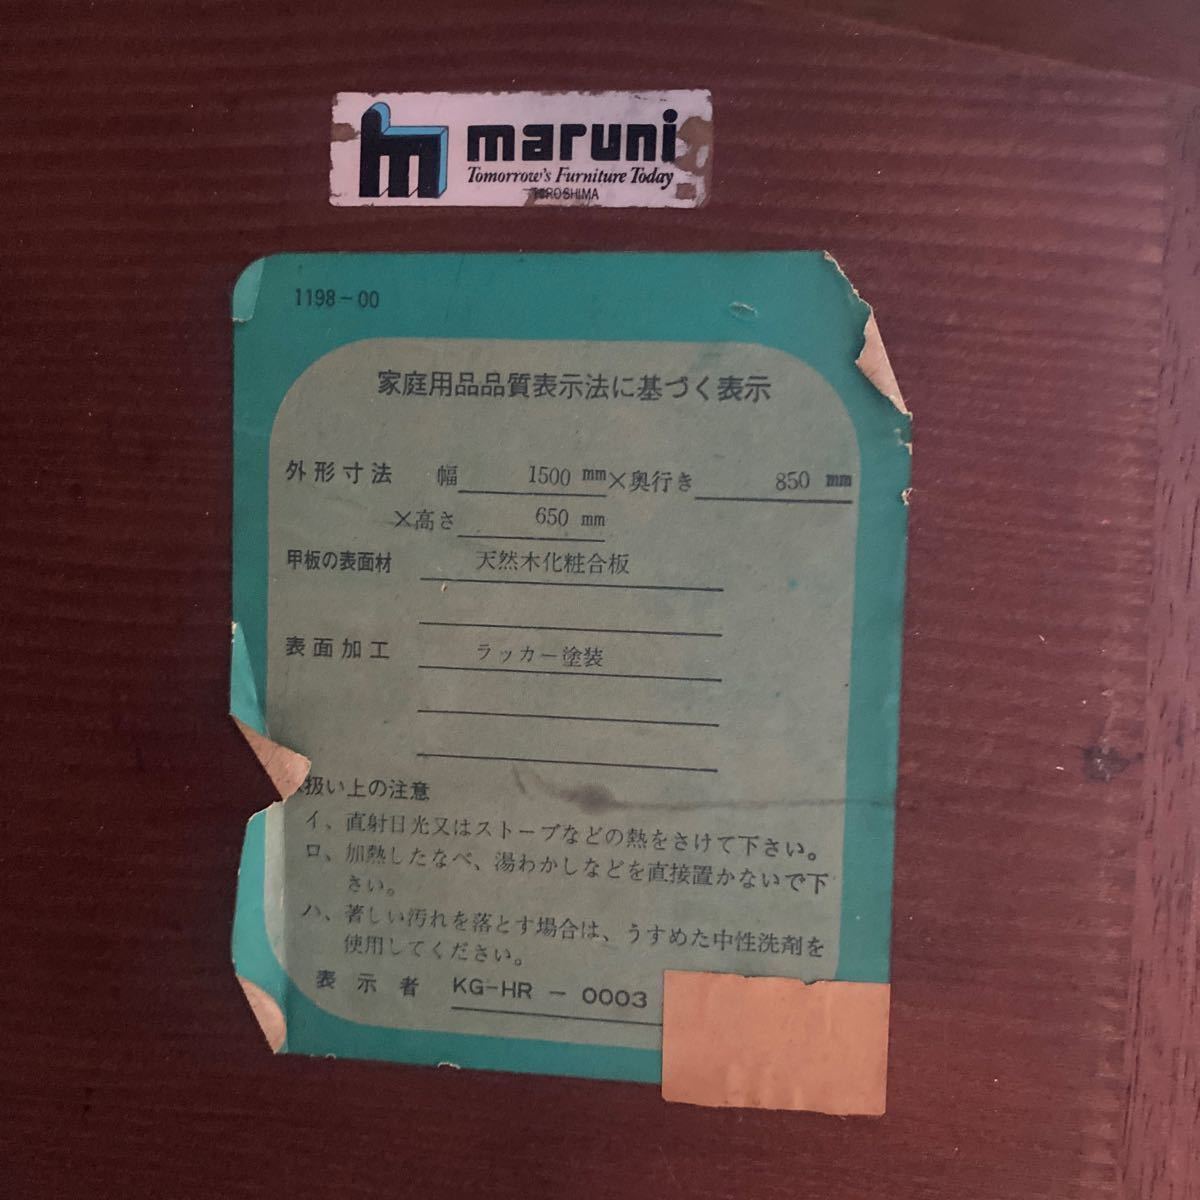 maruni
Tomorrow's Furniture Today
HIROSHIMA
1198-00
家庭用品品質表示法に基づく表示
外形寸法 幅 1500 mm×奥行き 850 mm
×高さ 650 mm
甲板の表面材 天然木化粧合板
表面加工 ラッカー塗装
扱い上の注意
イ、直射日光又はストーブなどの熱をさけて下さい。
ロ、加熱したなべ、湯わかしなどを直接置かないで下
さい。
ハ、著しい汚れを落とす場合は、うすめた中性洗剤を
使用してください。
表示者 KG-HR-0003